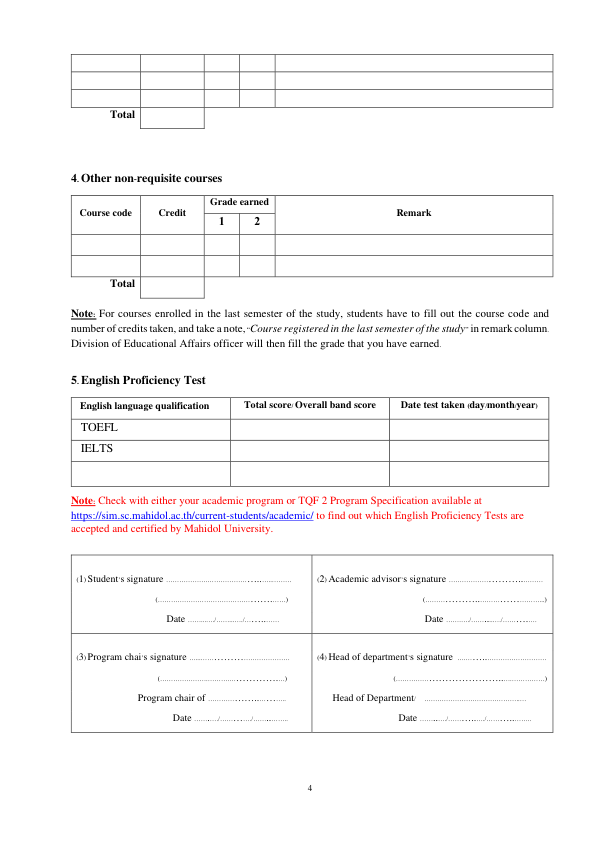 Total
4. Other non-requisite courses
Course code Credit Grade earned Remark
1 2
Total
Note: For courses enrolled in the last semester of the study, students have to fill out the course code and
number of credits taken, and take a note, "Course registered in the last semester of the study" in remark column.
Division of Educational Affairs officer will then fill the grade that you have earned.
5. English Proficiency Test
English language qualification Total score/ Overall band score Date test taken (day/month/year)
TOEFL
IELTS
Note: Check with either your academic program or TQF 2 Program Specification available at
https://sim.sc.mahidol.ac.th/current-students/academic/ to find out which English Proficiency Tests are
accepted and certified by Mahidol University.
(1) Student's signature ................................................
(................................................)
Date ............/............/............
(2) Academic advisor's signature ................................................
(................................................)
Date ............/............/............
(3) Program chai's signature ................................................
(................................................)
Program chair of ................................
Date ............/............/............
(4) Head of department's signature ................................................
(................................................)
Head of Department/ ................................................
Date ............/............/............
4